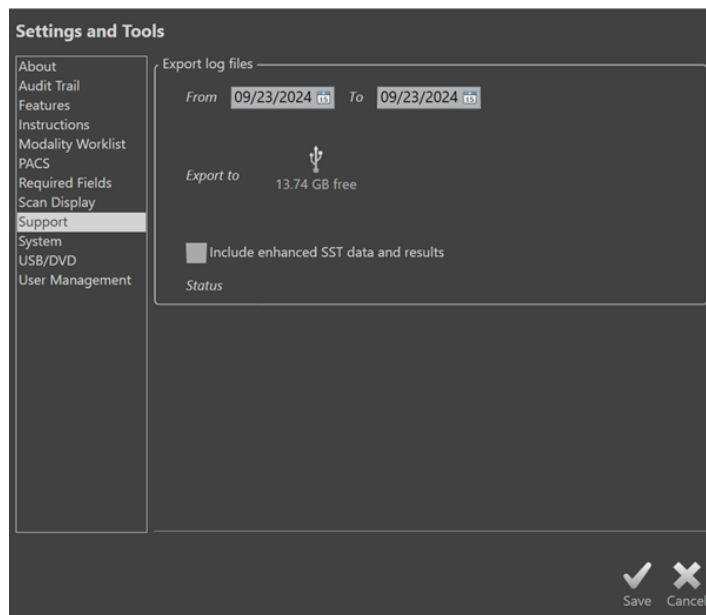 Settings and Tools
About
Audit Trail
Features
Instructions
Modality Worklist
PACS
Required Fields
Scan Display
Support
System
USB/DVD
User Management
Export log files
From 09/23/2024 15 To 09/23/2024 15
Export to
13.74 GB free
Include enhanced SST data and results
Status
Save Cancel